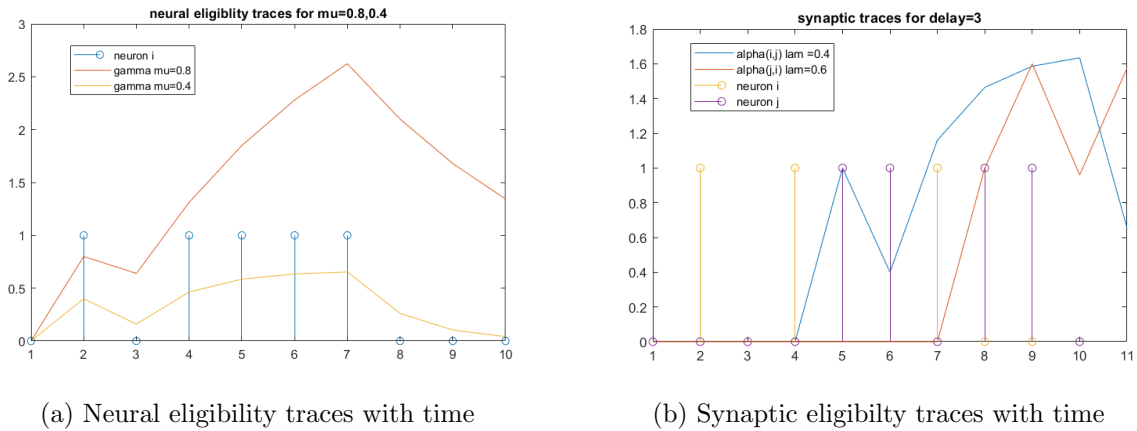 neural eligiblity traces for mu=0.8,0.4
3
2.5
2
1.5
1
0.5
0
neuron i
gamma mu=0.8
gamma mu=0.4
1 2 3 4 5 6 7 8 9 10
(a) Neural eligibility traces with time
synaptic traces for delay=3
1.8
1.6
1.4
1.2
1
0.8
0.6
0.4
0.2
0
alpha(i,j) lam =0.4
alpha(j,i) lam=0.6
neuron i
neuron j
1 2 3 4 5 6 7 8 9 10 11
(b) Synaptic eligibilty traces with time